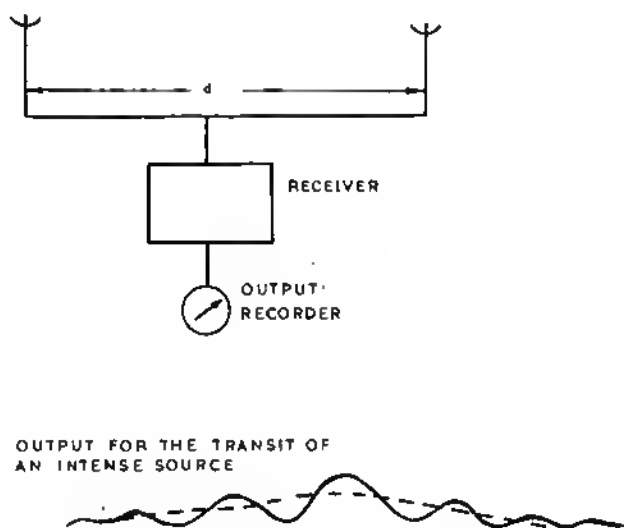 d
RECEIVER
OUTPUT
RECORDER
OUTPUT FOR THE TRANSIT OF
AN INTENSE SOURCE